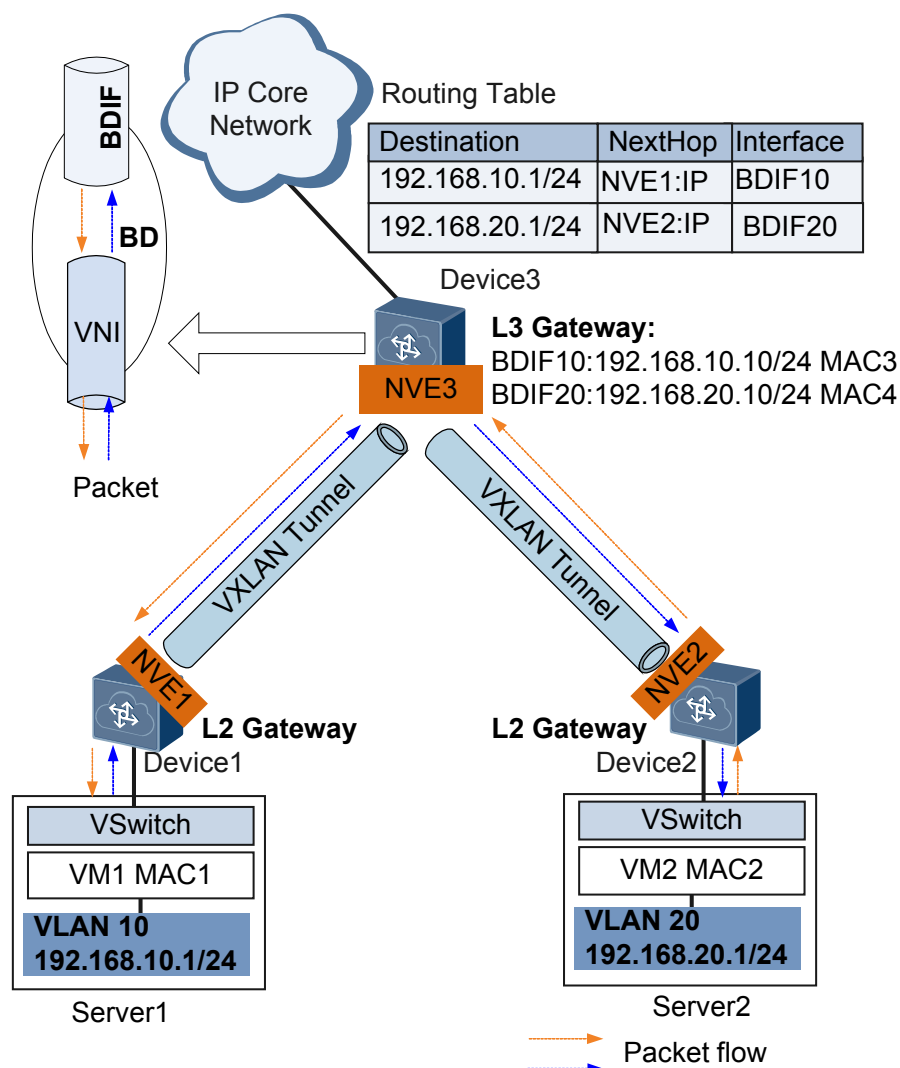 BDIF
BD
VNI
Packet
IP Core
Network
Routing Table
Destination NextHop Interface
192.168.10.1/24 NVE1:IP BDIF10
192.168.20.1/24 NVE2:IP BDIF20
Device3
L3 Gateway:
BDIF10:192.168.10.10/24 MAC3
BDIF20:192.168.20.10/24 MAC4
NVE3
VXLAN Tunnel
VXLAN Tunnel
NVE1
L2 Gateway
Device1
NVE2
L2 Gateway
Device2
VSwitch
VM1 MAC1
VLAN 10
192.168.10.1/24
Server1
VSwitch
VM2 MAC2
VLAN 20
192.168.20.1/24
Server2
Packet flow